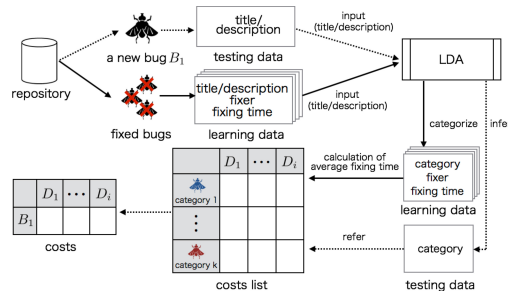 title/
description
input
(title/description)
a new bug B1
testing data
LDA
repository
title/description
fixer
fixing time
input
(title/description)
fixed bugs
learning data
categorize
infe
calculation of
average fixing time
category
fixer
fixing time
learning data
D1 ⋯ Di
category 1
⋮
category k
costs list
D1 ⋯ Di
B1
costs
refer
category
testing data